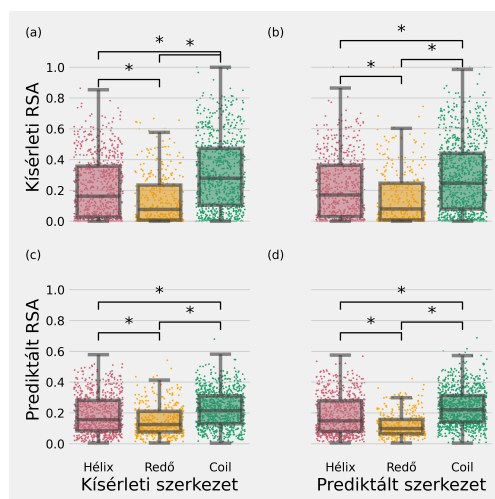 (a)
(b)
* * *
* * *
Kísérleti RSA
1.0
0.8
0.6
0.4
0.2
0.0
(c)
(d)
* * *
* * *
Prediktált RSA
1.0
0.8
0.6
0.4
0.2
0.0
Hélix Redő Coil
Hélix Redő Coil
Kísérleti szerkezet
Prediktált szerkezet